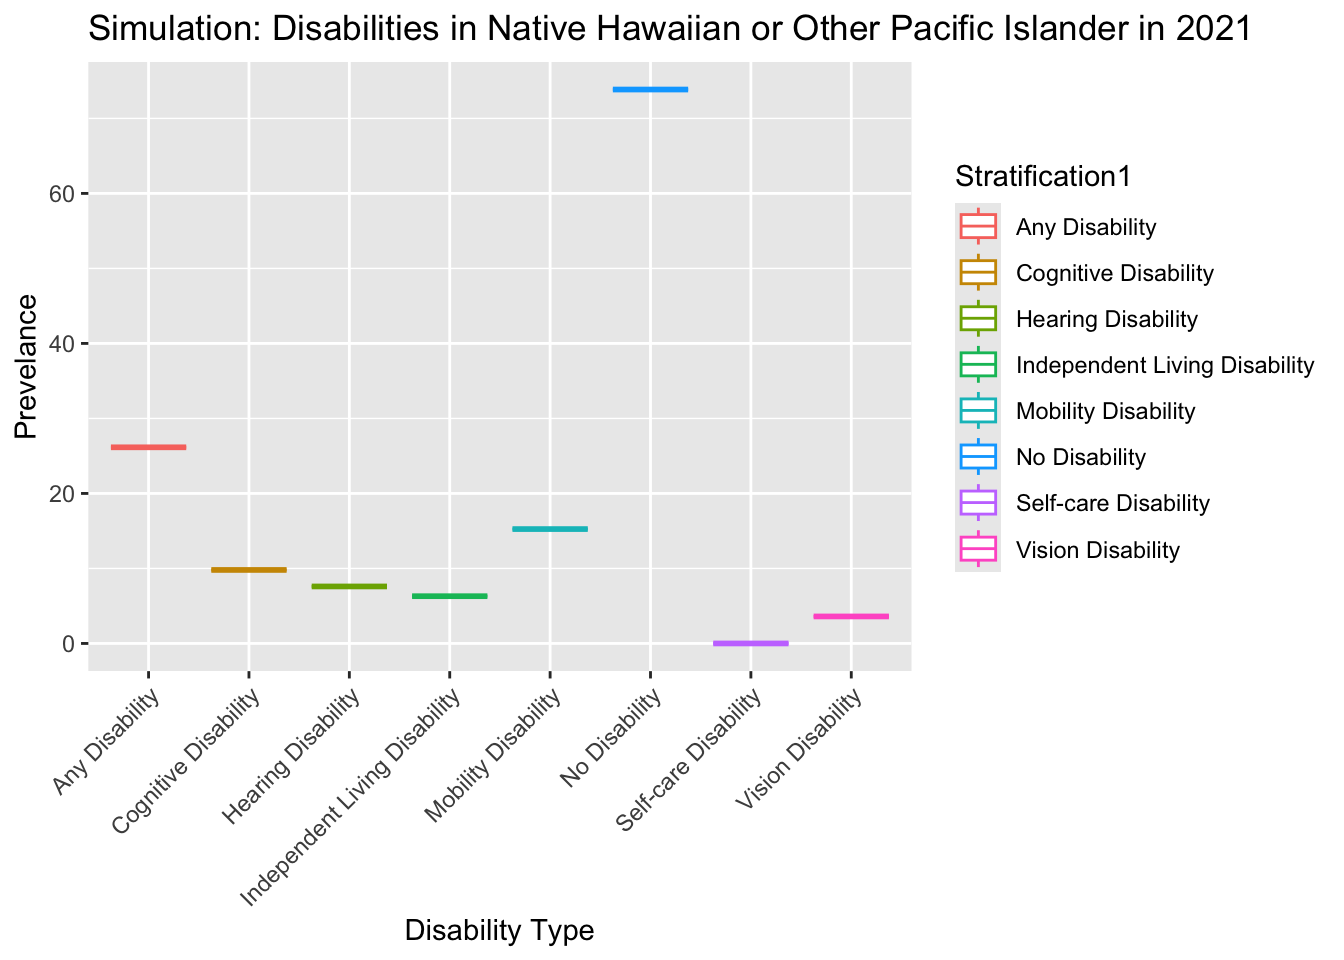 Simulation: Disabilities in Native Hawaiian or Other Pacific Islander in 2021
Prevelance
60
40
20
0
Any Disability
Cognitive Disability
Hearing Disability
Independent Living Disability
Mobility Disability
No Disability
Self-care Disability
Vision Disability
Disability Type
Stratification1
Any Disability
Cognitive Disability
Hearing Disability
Independent Living Disability
Mobility Disability
No Disability
Self-care Disability
Vision Disability